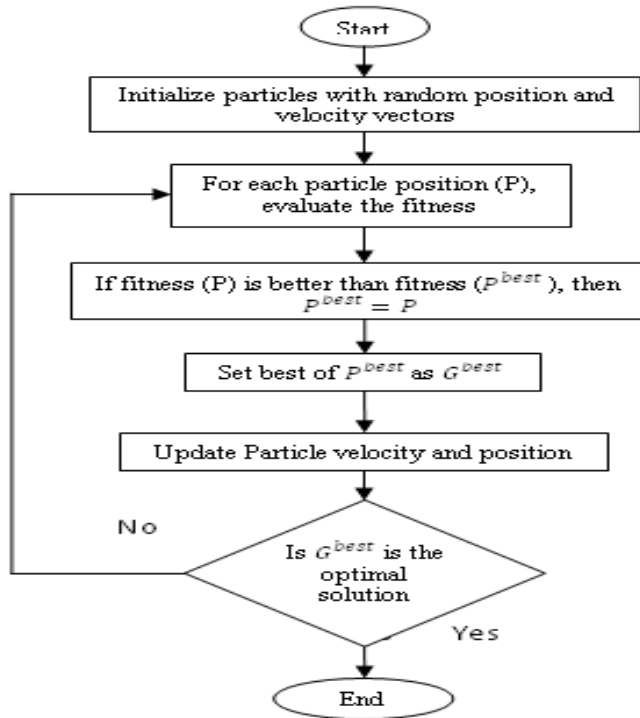 Start
Initialize particles with random position and
velocity vectors
For each particle position (P),
evaluate the fitness
If fitness (P) is better than fitness (P^best), then
P^best = P
Set best of P^best as G^best
Update Particle velocity and position
No
Is G^best is the
optimal
solution
Yes
End